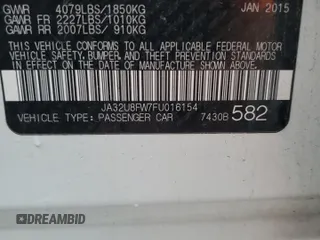 GVWR 4079LBS/1850KG JAN 2015
GAWR FR 2227LBS/1010KG
GAWR RR 2007LBS/ 910KG
THIS VEHICLE CONFORMS TO ALL APPLICABLE FEDERAL MOTOR
VEHICLE SAFETY, BUMPER, AND THEFT PREVENTION
STANDARDS IN EFFECT ON THE DATE OF MANUFACTURE
SHOWN ABOVE.
JA32U8FW7FU016154
VEHICLE TYPE: PASSENGER CAR 7430B 582
© DREAMBID